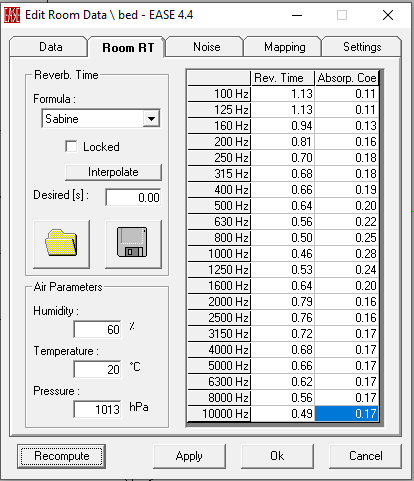 EASE Edit Room Data \ bed - EASE 4.4
Data Room RT Noise Mapping Settings
Reverb. Time
Formula :
Sabine
Locked
Interpolate
Desired [s] : 0.00
Air Parameters
Humidity :
60 %
Temperature :
20 °C
Pressure :
1013 hPa
Rev. Time Absorp. Coe
100 Hz 1.13 0.11
125 Hz 1.13 0.11
160 Hz 0.94 0.13
200 Hz 0.81 0.16
250 Hz 0.70 0.18
315 Hz 0.68 0.18
400 Hz 0.66 0.19
500 Hz 0.64 0.20
630 Hz 0.56 0.22
800 Hz 0.50 0.25
1000 Hz 0.46 0.28
1250 Hz 0.53 0.24
1600 Hz 0.64 0.20
2000 Hz 0.79 0.16
2500 Hz 0.76 0.16
3150 Hz 0.72 0.17
4000 Hz 0.68 0.17
5000 Hz 0.66 0.17
6300 Hz 0.62 0.17
8000 Hz 0.56 0.17
10000 Hz 0.49 0.17
Recompute Apply Ok Cancel